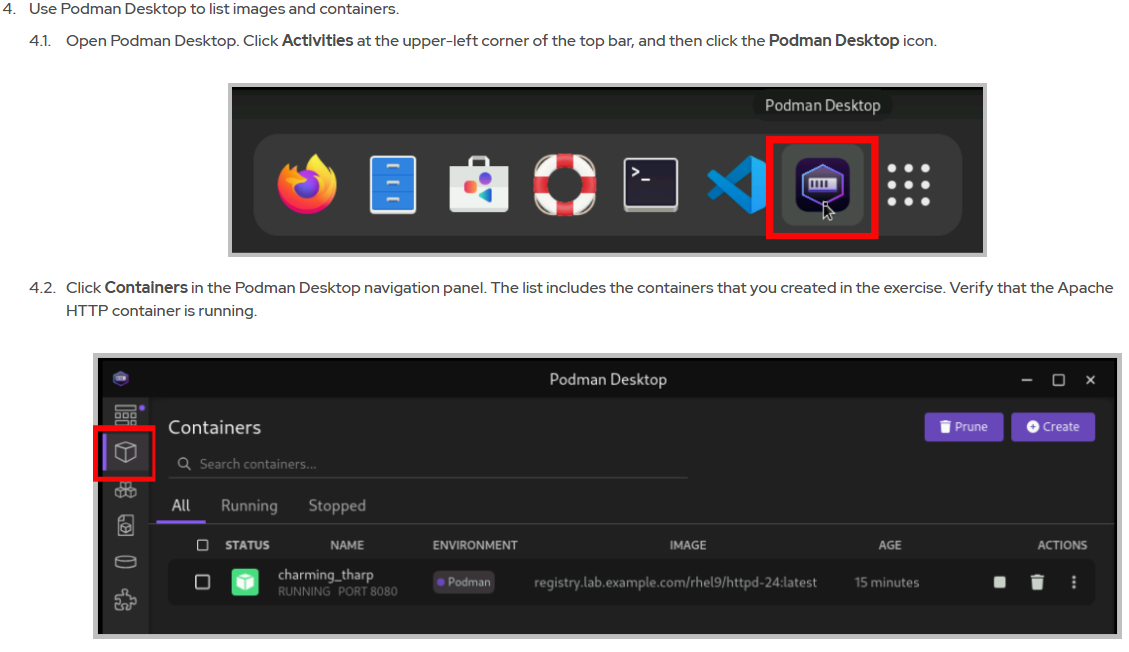 4. Use Podman Desktop to list images and containers.
4.1. Open Podman Desktop. Click Activities at the upper-left corner of the top bar, and then click the Podman Desktop icon.
Podman Desktop
>_
4.2. Click Containers in the Podman Desktop navigation panel. The list includes the containers that you created in the exercise. Verify that the Apache
HTTP container is running.
Podman Desktop
Containers
Prune
Create
Search containers...
All Running Stopped
STATUS NAME ENVIRONMENT IMAGE AGE ACTIONS
charming_tharp
RUNNING PORT 8080
Podman
registry.lab.example.com/rhel9/httpd-24:latest
15 minutes